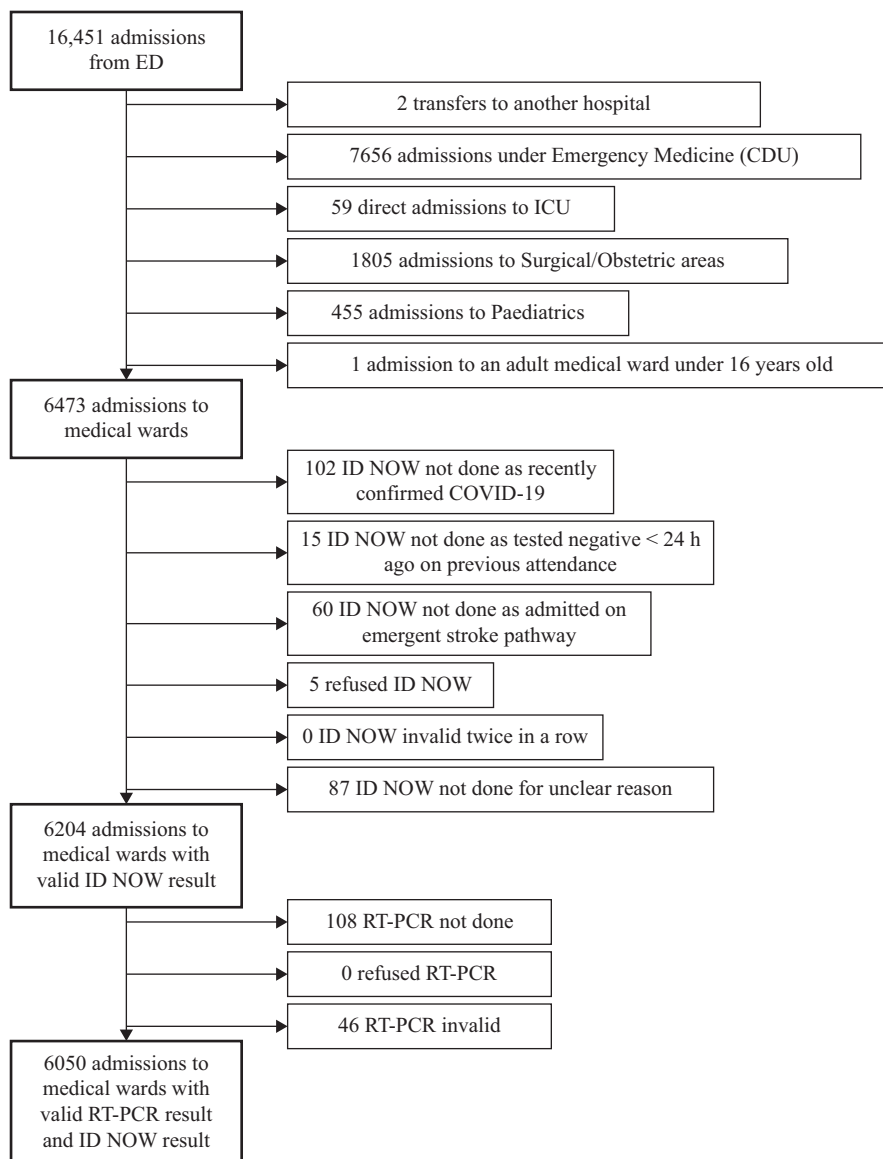 16,451 admissions
from ED
2 transfers to another hospital
7656 admissions under Emergency Medicine (CDU)
59 direct admissions to ICU
1805 admissions to Surgical/Obstetric areas
455 admissions to Paediatrics
1 admission to an adult medical ward under 16 years old
6473 admissions to
medical wards
102 ID NOW not done as recently
confirmed COVID-19
15 ID NOW not done as tested negative < 24 h
ago on previous attendance
60 ID NOW not done as admitted on
emergent stroke pathway
5 refused ID NOW
0 ID NOW invalid twice in a row
87 ID NOW not done for unclear reason
6204 admissions to
medical wards with
valid ID NOW result
108 RT-PCR not done
0 refused RT-PCR
46 RT-PCR invalid
6050 admissions to
medical wards with
valid RT-PCR result
and ID NOW result